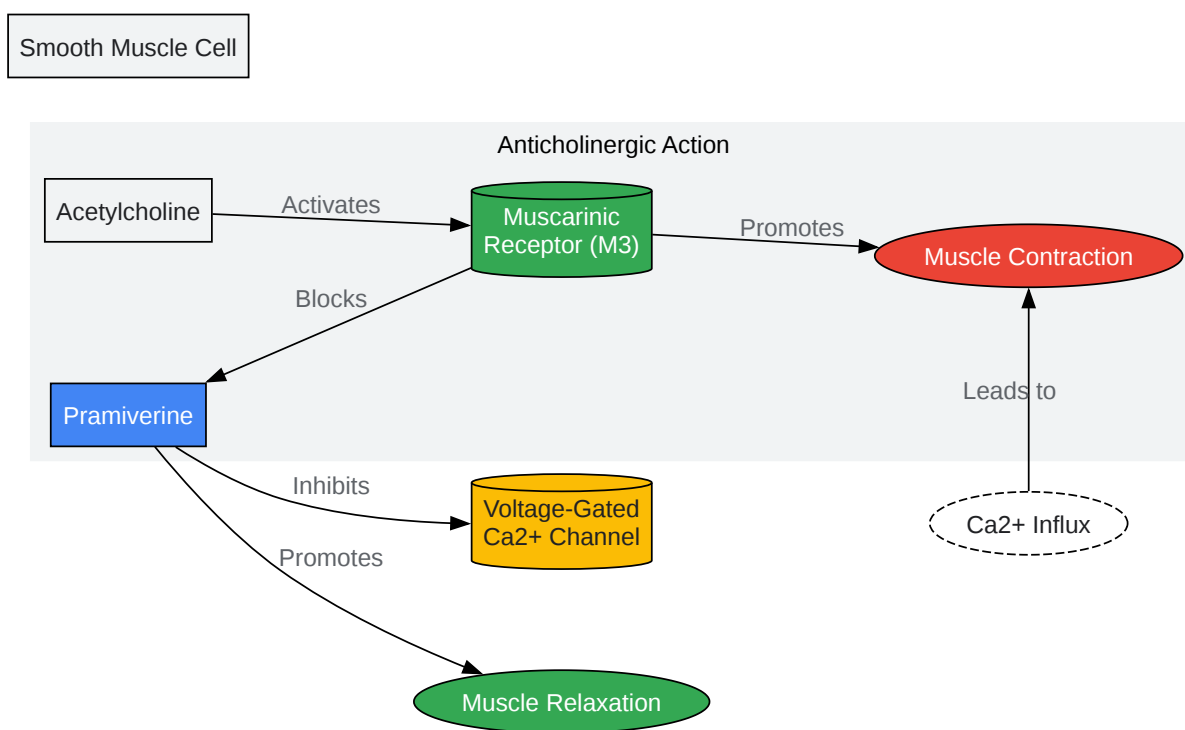 Smooth Muscle Cell
Anticholinergic Action
Acetylcholine
Activates
Muscarinic
Receptor (M3)
Promotes
Muscle Contraction
Blocks
Leads to
Pramiverine
Inhibits
Voltage-Gated
Ca2+ Channel
Ca2+ Influx
Promotes
Muscle Relaxation